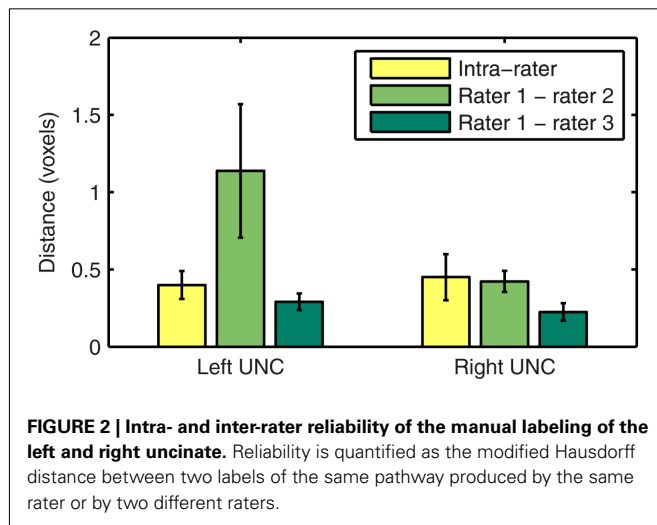 2
1.5
1
0.5
0
Distance (voxels)
Intra−rater
Rater 1 − rater 2
Rater 1 − rater 3
Left UNC
Right UNC
FIGURE 2 | Intra- and inter-rater reliability of the manual labeling of the
left and right uncinate. Reliability is quantified as the modified Hausdorff
distance between two labels of the same pathway produced by the same
rater or by two different raters.